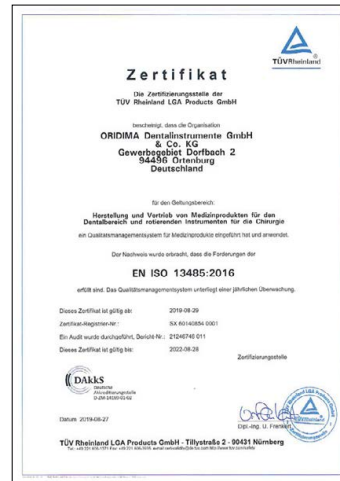 TÜVRheinland
Zertifikat
Die Zertifizierungsstelle der
TÜV Rheinland LGA Products GmbH
bescheinigt, dass die Organisation
ORIDIMA Dentalinstrumente GmbH
& Co. KG
Gewerbegebiet Dorfbach 2
94496 Ortenburg
Deutschland
für den Geltungsbereich:
Herstellung und Vertrieb von Medizinprodukten für den
Dentalbereich und rotierenden Instrumenten für die Chirurgie
ein Qualitätsmanagementsystem für Medizinprodukte eingeführt hat und anwendet.
Der Nachweis wurde erbracht, dass die Forderungen der
EN ISO 13485:2016
erfüllt sind. Das Qualitätsmanagementsystem unterliegt einer jährlichen Überwachung.
Dieses Zertifikat ist gültig ab: 2019-08-29
Zertifikat-Registrier-Nr.: SX 60140854 0001
Ein Audit wurde durchgeführt, Bericht-Nr.: 21246746 011
Dieses Zertifikat ist gültig bis: 2022-08-28
Zertifizierungsstelle
DAkkS
Deutsche
Akkreditierungsstelle
Datum 2019-08-27
Dipl.-Ing. U. Frenkert
TÜV Rheinland LGA Products GmbH - Tillystraße 2 - 90431 Nürnberg